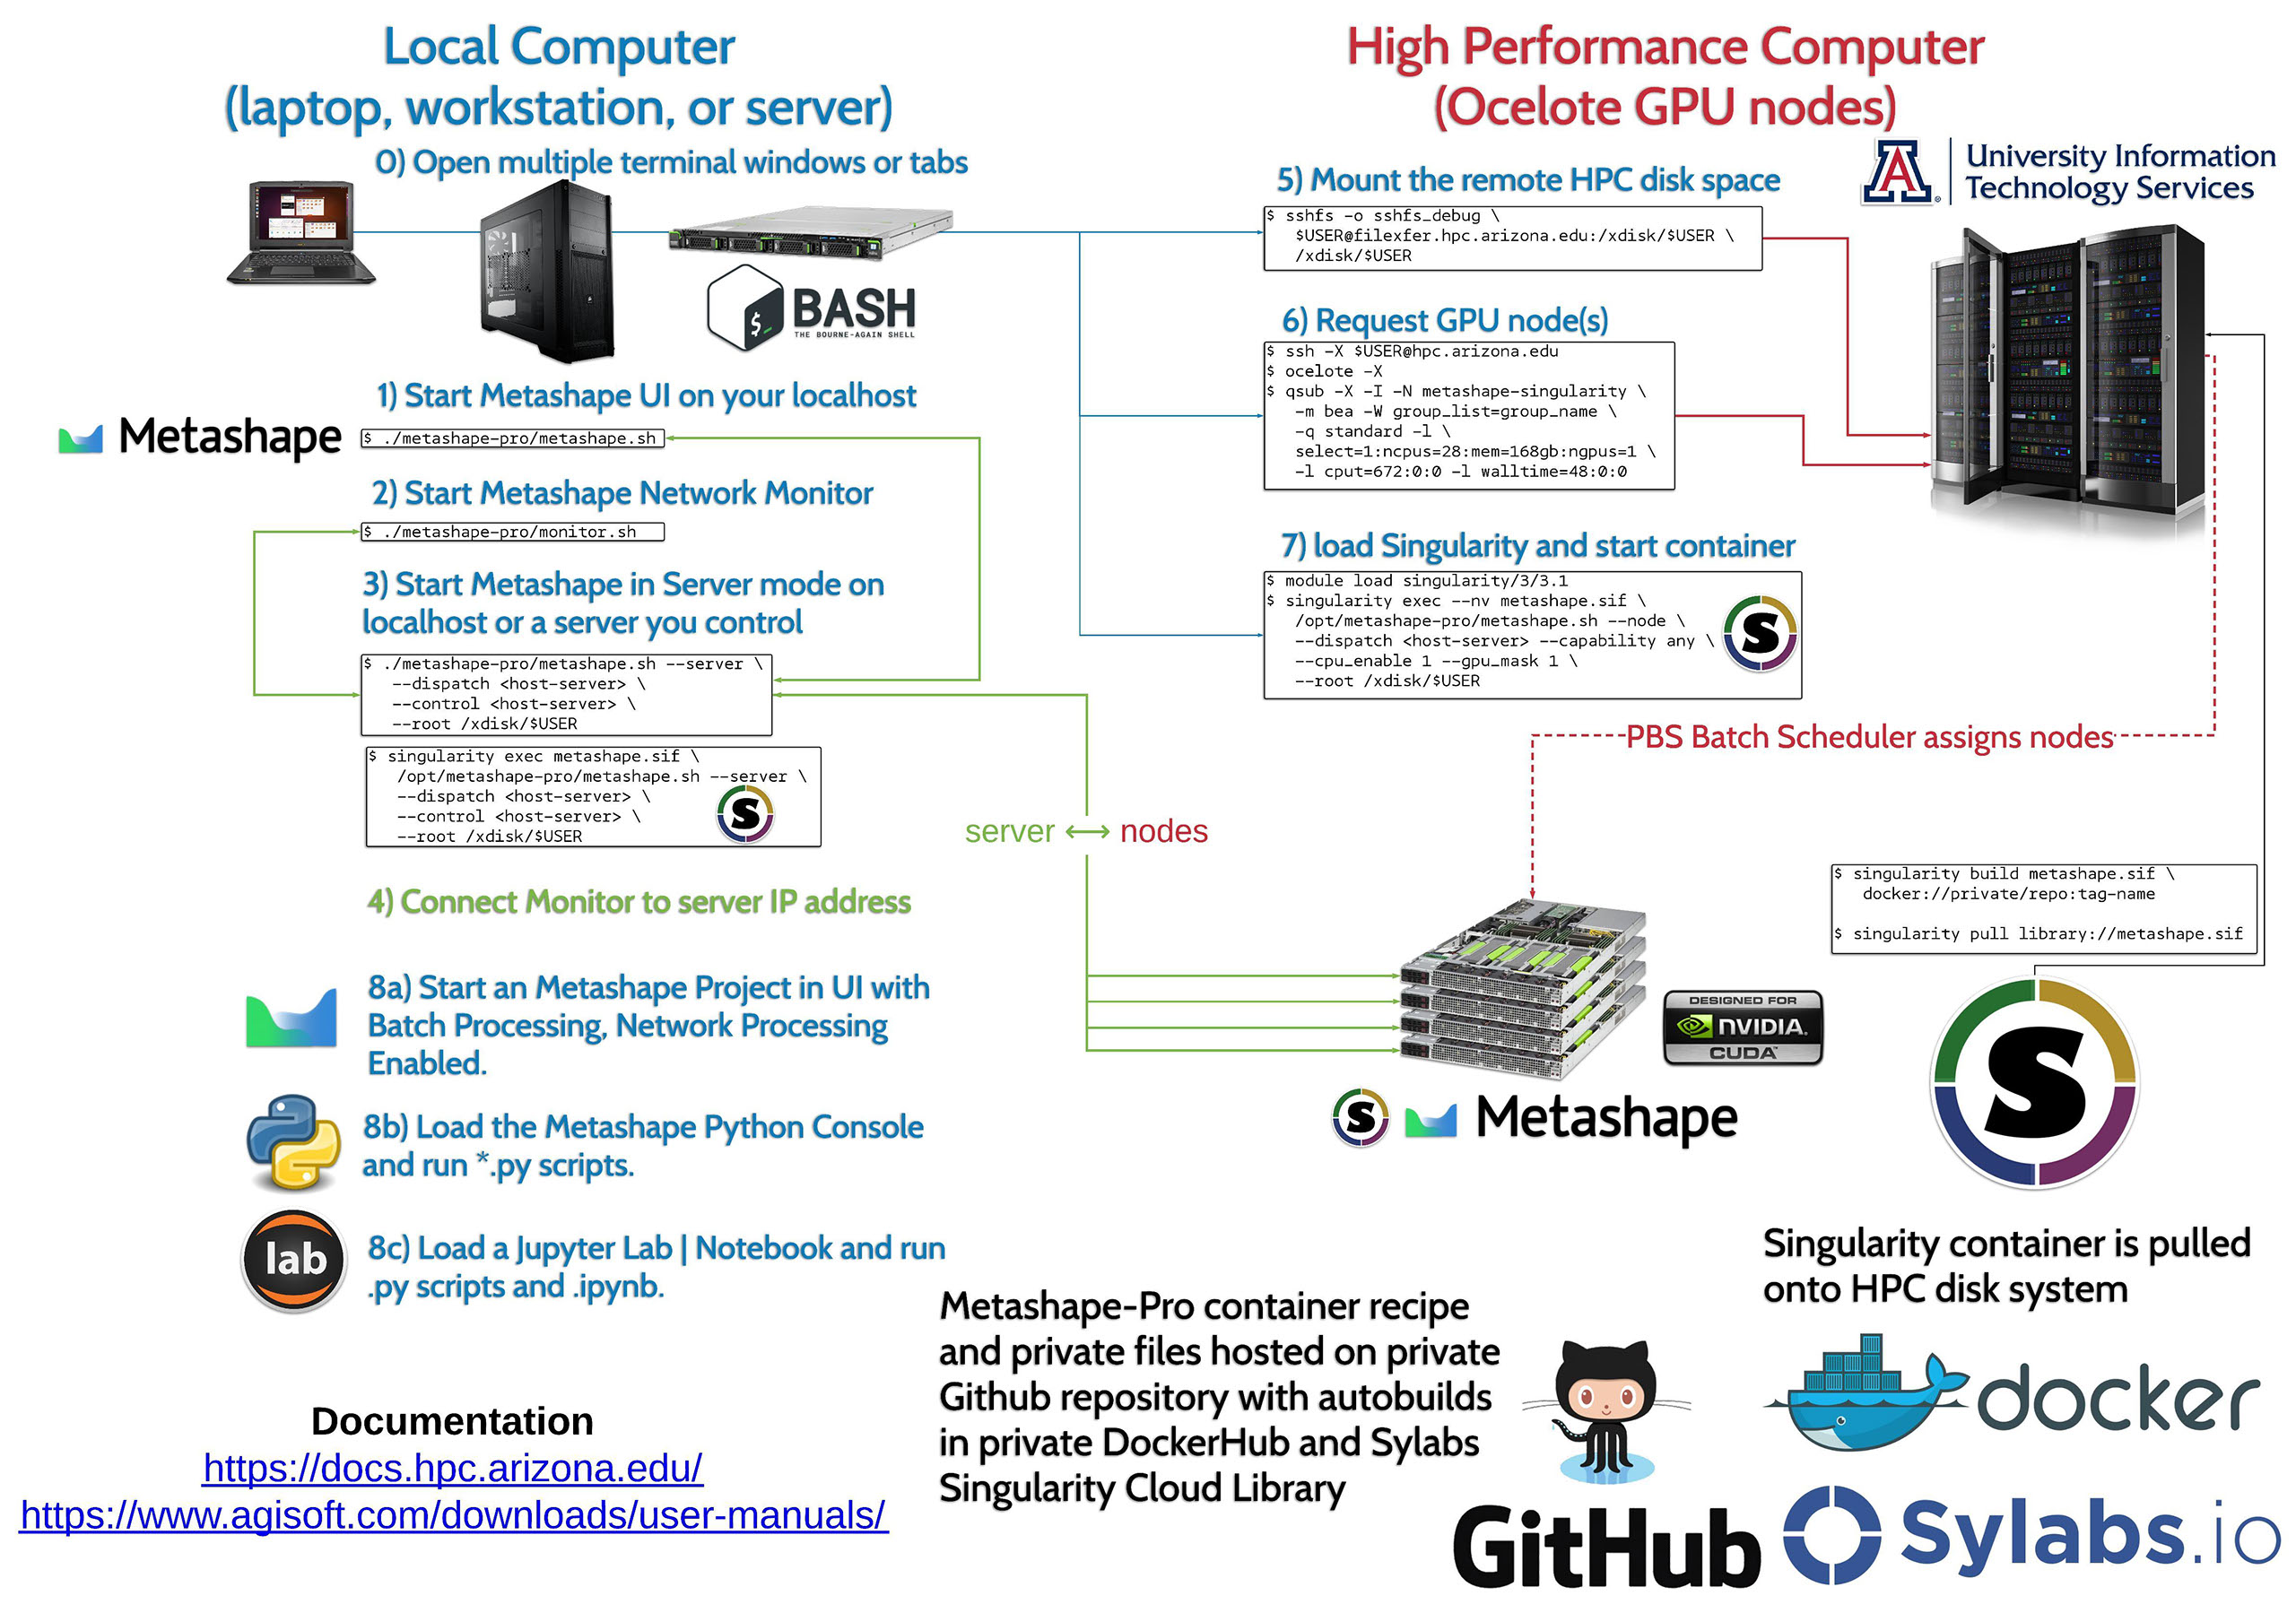 Local Computer
(laptop, workstation, or server)
0) Open multiple terminal windows or tabs
BASH
THE BOURNE-AGAIN SHELL
1) Start Metashape UI on your localhost
Metashape
$ ./metashape-pro/metashape.sh
2) Start Metashape Network Monitor
$ ./metashape-pro/monitor.sh
3) Start Metashape in Server mode on
localhost or a server you control
$ ./metashape-pro/metashape.sh --server \
--dispatch <host-server> \
--control <host-server> \
--root /xdisk/$USER
$ singularity exec metashape.sif \
/opt/metashape-pro/metashape.sh --server \
--dispatch <host-server> \
--control <host-server> \
--root /xdisk/$USER
S
server ⟷ nodes
4) Connect Monitor to server IP address
8a) Start an Metashape Project in UI with
Batch Processing, Network Processing
Enabled.
8b) Load the Metashape Python Console
and run *.py scripts.
lab
8c) Load a Jupyter Lab | Notebook and run
.py scripts and .ipynb.
Documentation
https://docs.hpc.arizona.edu/
https://www.agisoft.com/downloads/user-manuals/
High Performance Computer
(Ocelote GPU nodes)
A
University Information
Technology Services
5) Mount the remote HPC disk space
$ sshfs -o sshfs_debug \
$USER@filexfer.hpc.arizona.edu:/xdisk/$USER \
/xdisk/$USER
6) Request GPU node(s)
$ ssh -X $USER@hpc.arizona.edu
$ ocelote -X
$ qsub -X -I -N metashape-singularity \
-m bea -W group_list=group_name \
-q standard -l \
select=1:ncpus=28:mem=168gb:ngpus=1 \
-l cput=672:0:0 -l walltime=48:0:0
7) load Singularity and start container
$ module load singularity/3/3.1
$ singularity exec --nv metashape.sif \
/opt/metashape-pro/metashape.sh --node \
--dispatch <host-server> --capability any \
--cpu_enable 1 --gpu_mask 1 \
--root /xdisk/$USER
S
PBS Batch Scheduler assigns nodes
$ singularity build metashape.sif \
docker://private/repo:tag-name
$ singularity pull library://metashape.sif
DESIGNED FOR
NVIDIA.
CUDA™
S
Metashape
S
Singularity container is pulled
onto HPC disk system
Metashape-Pro container recipe
and private files hosted on private
Github repository with autobuilds
in private DockerHub and Sylabs
Singularity Cloud Library
docker
GitHub
Sylabs.io